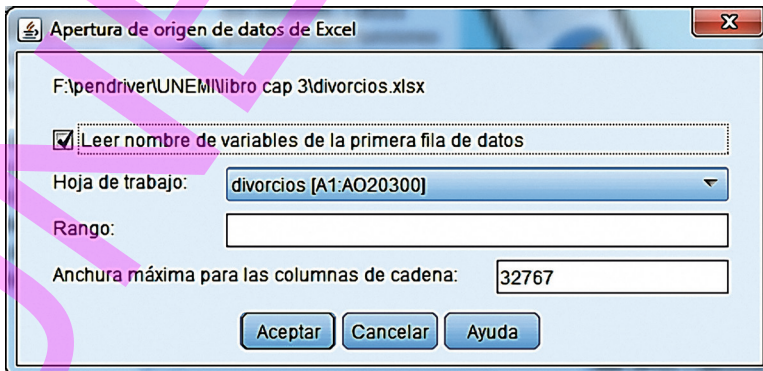 Apertura de origen de datos de Excel
F:\pendriver\UNEMI\libro cap 3\divorcios.xlsx
Leer nombre de variables de la primera fila de datos
Hoja de trabajo: divorcios [A1:AO20300]
Rango:
Anchura máxima para las columnas de cadena: 32767
Aceptar Cancelar Ayuda